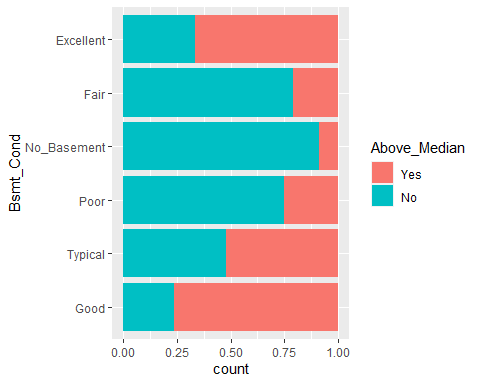 Excellent
Fair
No_Basement
Poor
Typical
Good
Bsmt_Cond
0.00 0.25 0.50 0.75 1.00
count
Above_Median
Yes
No